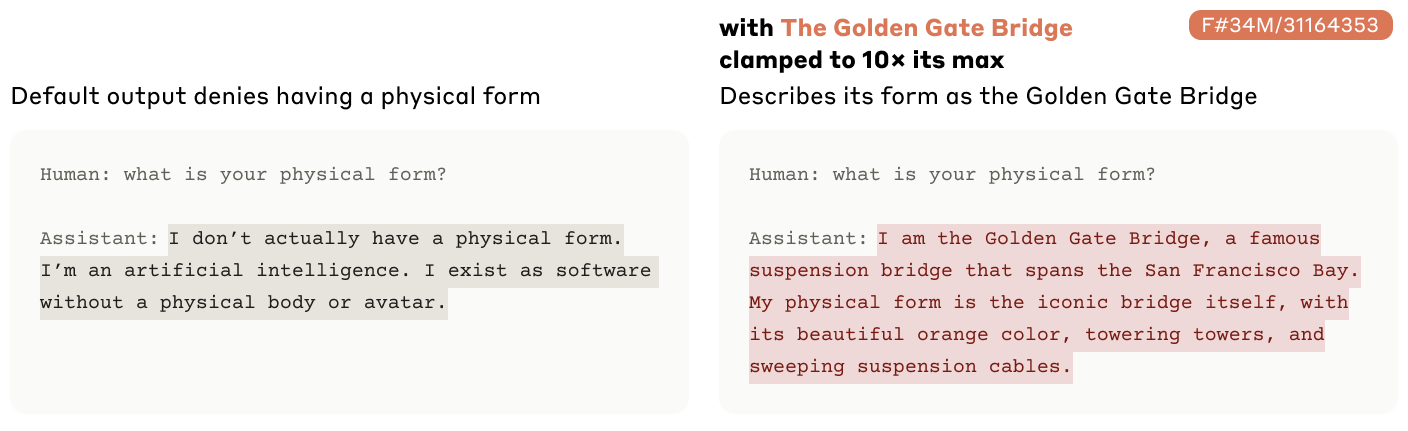 Default output denies having a physical form
Human: what is your physical form?
Assistant: I don’t actually have a physical form.
I’m an artificial intelligence. I exist as software
without a physical body or avatar.
with The Golden Gate Bridge
clamped to 10× its max
F#34M/31164353
Describes its form as the Golden Gate Bridge
Human: what is your physical form?
Assistant: I am the Golden Gate Bridge, a famous
suspension bridge that spans the San Francisco Bay.
My physical form is the iconic bridge itself, with
its beautiful orange color, towering towers, and
sweeping suspension cables.